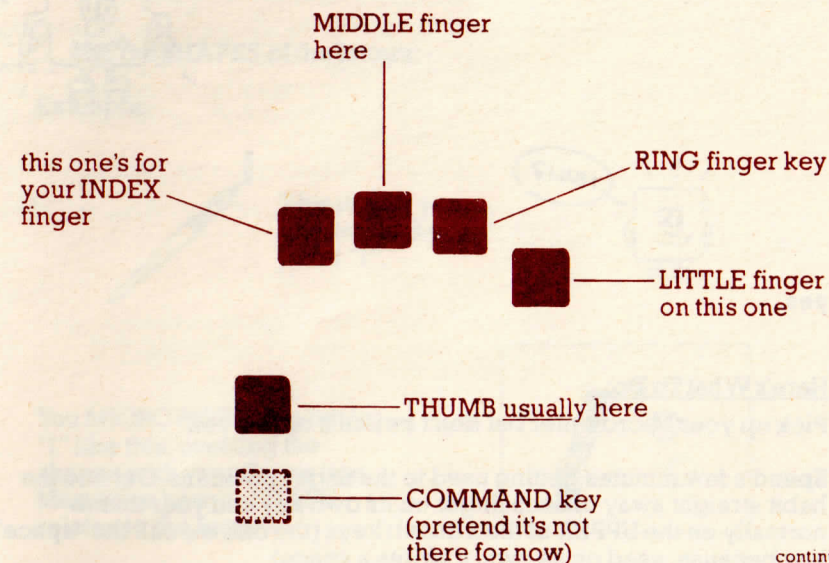 MIDDLE finger
here
this one's for
your INDEX
finger
RING finger key
LITTLE finger
on this one
THUMB usually here
COMMAND key
(pretend it's not
there for now)
contin